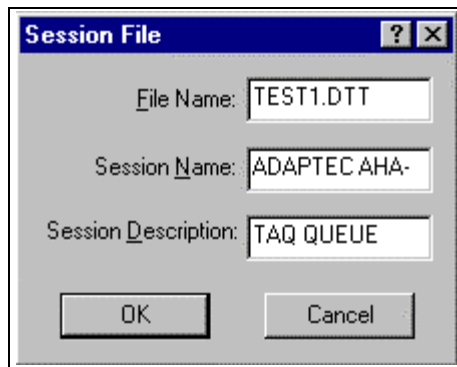 Session File
File Name: TEST1.DTT
Session Name: ADAPTEC AHA-
Session Description: TAQ QUEUE
OK Cancel